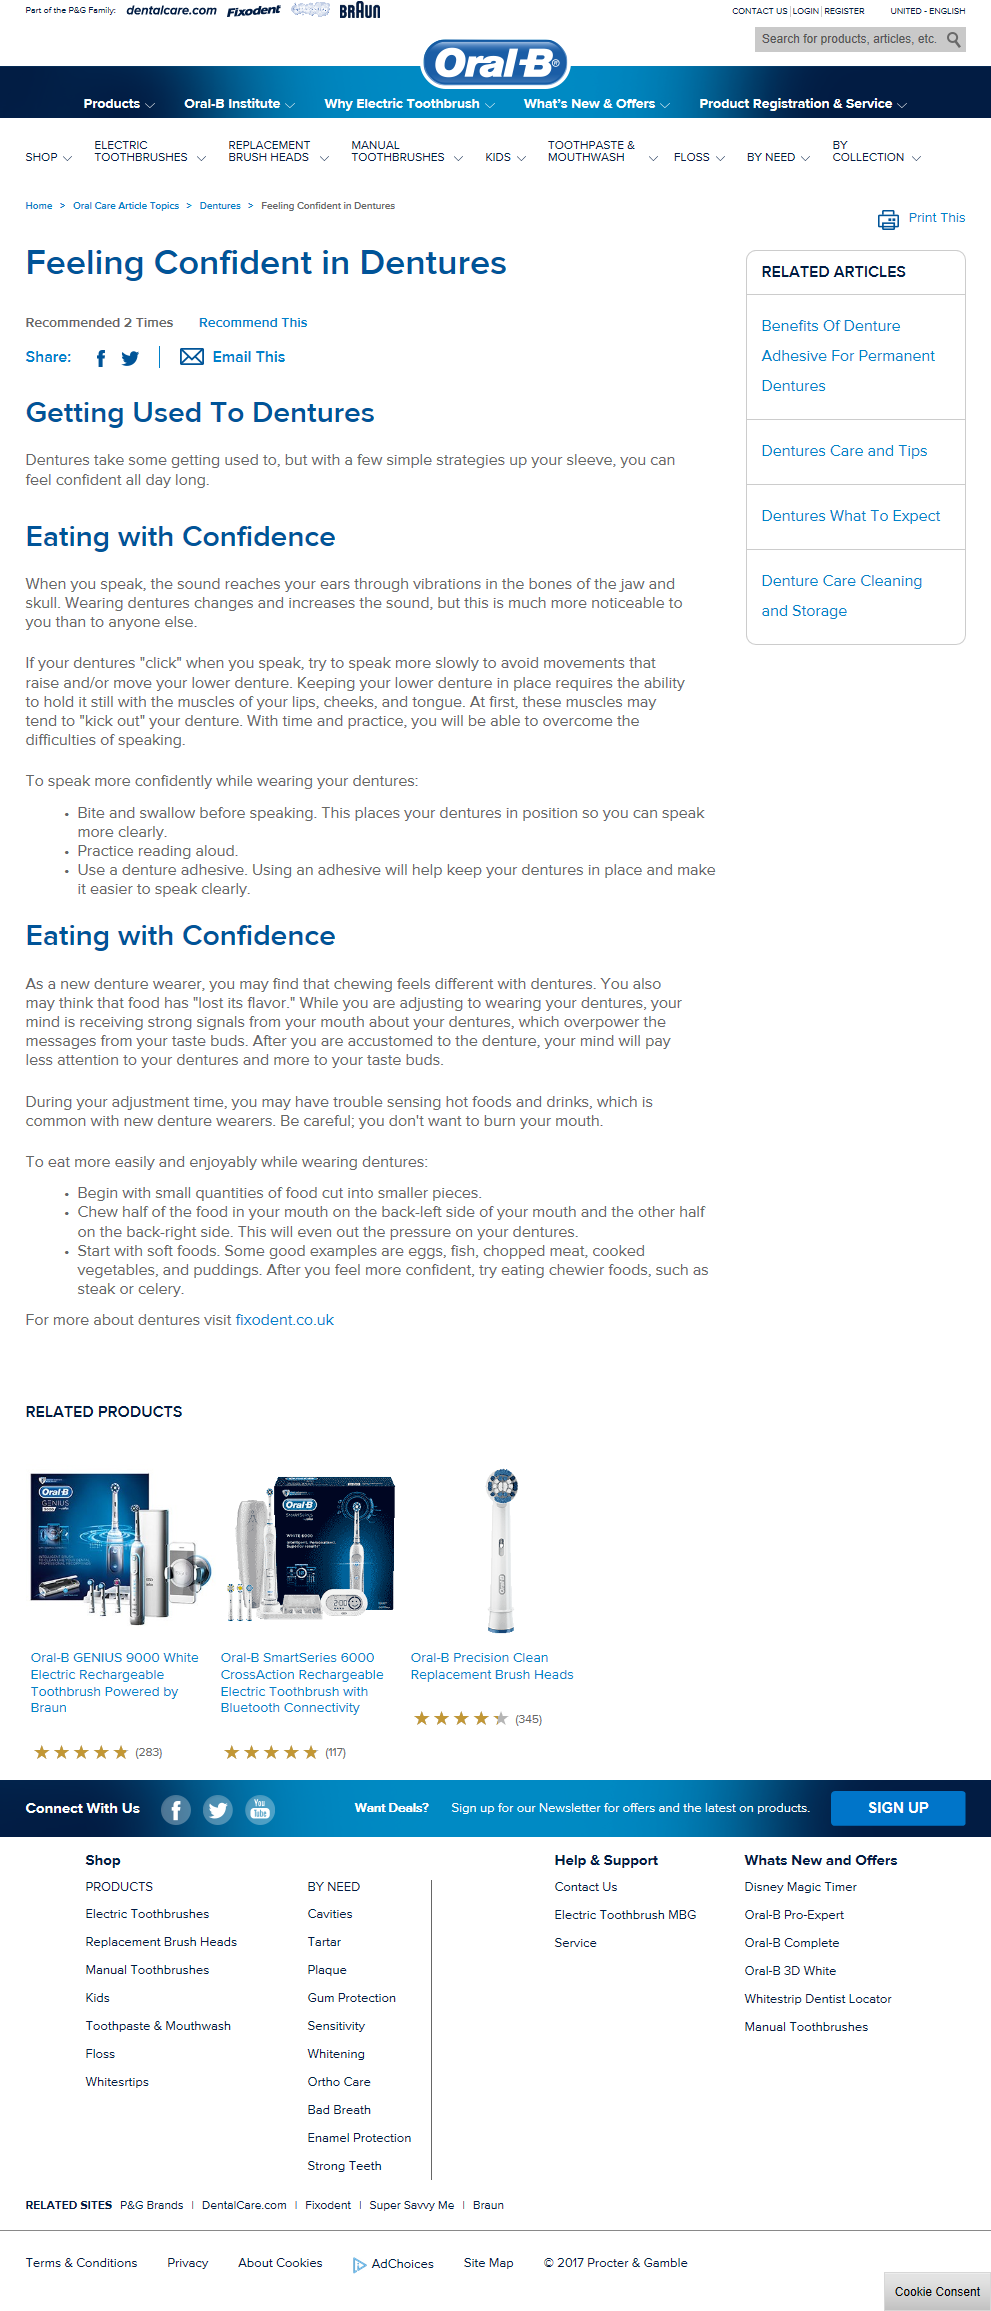 Part of the P&G Family: dentalcare.com Fixodent BRAUN
CONTACT US | LOGIN | REGISTER UNITED - ENGLISH
Search for products, articles, etc.
Oral-B®
Products Oral-B Institute Why Electric Toothbrush What's New & Offers Product Registration & Service
SHOP ELECTRIC TOOTHBRUSHES REPLACEMENT BRUSH HEADS MANUAL TOOTHBRUSHES KIDS TOOTHPASTE & MOUTHWASH FLOSS BY NEED BY COLLECTION
Home > Oral Care Article Topics > Dentures > Feeling Confident in Dentures
Print This
Feeling Confident in Dentures
Recommended 2 Times Recommend This
Share: Email This
Getting Used To Dentures
Dentures take some getting used to, but with a few simple strategies up your sleeve, you can
feel confident all day long.
Eating with Confidence
When you speak, the sound reaches your ears through vibrations in the bones of the jaw and
skull. Wearing dentures changes and increases the sound, but this is much more noticeable to
you than to anyone else.
If your dentures "click" when you speak, try to speak more slowly to avoid movements that
raise and/or move your lower denture. Keeping your lower denture in place requires the ability
to hold it still with the muscles of your lips, cheeks, and tongue. At first, these muscles may
tend to "kick out" your denture. With time and practice, you will be able to overcome the
difficulties of speaking.
To speak more confidently while wearing your dentures:
• Bite and swallow before speaking. This places your dentures in position so you can speak
more clearly.
• Practice reading aloud.
• Use a denture adhesive. Using an adhesive will help keep your dentures in place and make
it easier to speak clearly.
Eating with Confidence
As a new denture wearer, you may find that chewing feels different with dentures. You also
may think that food has "lost its flavor." While you are adjusting to wearing your dentures, your
mind is receiving strong signals from your mouth about your dentures, which overpower the
messages from your taste buds. After you are accustomed to the denture, your mind will pay
less attention to your dentures and more to your taste buds.
During your adjustment time, you may have trouble sensing hot foods and drinks, which is
common with new denture wearers. Be careful; you don't want to burn your mouth.
To eat more easily and enjoyably while wearing dentures:
• Begin with small quantities of food cut into smaller pieces.
• Chew half of the food in your mouth on the back-left side of your mouth and the other half
on the back-right side. This will even out the pressure on your dentures.
• Start with soft foods. Some good examples are eggs, fish, chopped meat, cooked
vegetables, and puddings. After you feel more confident, try eating chewier foods, such as
steak or celery.
For more about dentures visit fixodent.co.uk
RELATED ARTICLES
Benefits Of Denture
Adhesive For Permanent
Dentures
Dentures Care and Tips
Dentures What To Expect
Denture Care Cleaning
and Storage
RELATED PRODUCTS
Oral-B
GENIUS
Oral-B
WHITE 6000
2:00
Oral-B GENIUS 9000 White
Electric Rechargeable
Toothbrush Powered by
Braun
(283)
Oral-B SmartSeries 6000
CrossAction Rechargeable
Electric Toothbrush with
Bluetooth Connectivity
(117)
Oral-B Precision Clean
Replacement Brush Heads
(345)
Connect With Us You Tube Want Deals? Sign up for our Newsletter for offers and the latest on products. SIGN UP
Shop
PRODUCTS
Electric Toothbrushes
Replacement Brush Heads
Manual Toothbrushes
Kids
Toothpaste & Mouthwash
Floss
Whitesrtips
BY NEED
Cavities
Tartar
Plaque
Gum Protection
Sensitivity
Whitening
Ortho Care
Bad Breath
Enamel Protection
Strong Teeth
Help & Support
Contact Us
Electric Toothbrush MBG
Service
Whats New and Offers
Disney Magic Timer
Oral-B Pro-Expert
Oral-B Complete
Oral-B 3D White
Whitestrip Dentist Locator
Manual Toothbrushes
RELATED SITES P&G Brands | DentalCare.com | Fixodent | Super Savvy Me | Braun
Terms & Conditions Privacy About Cookies AdChoices Site Map © 2017 Procter & Gamble
Cookie Consent